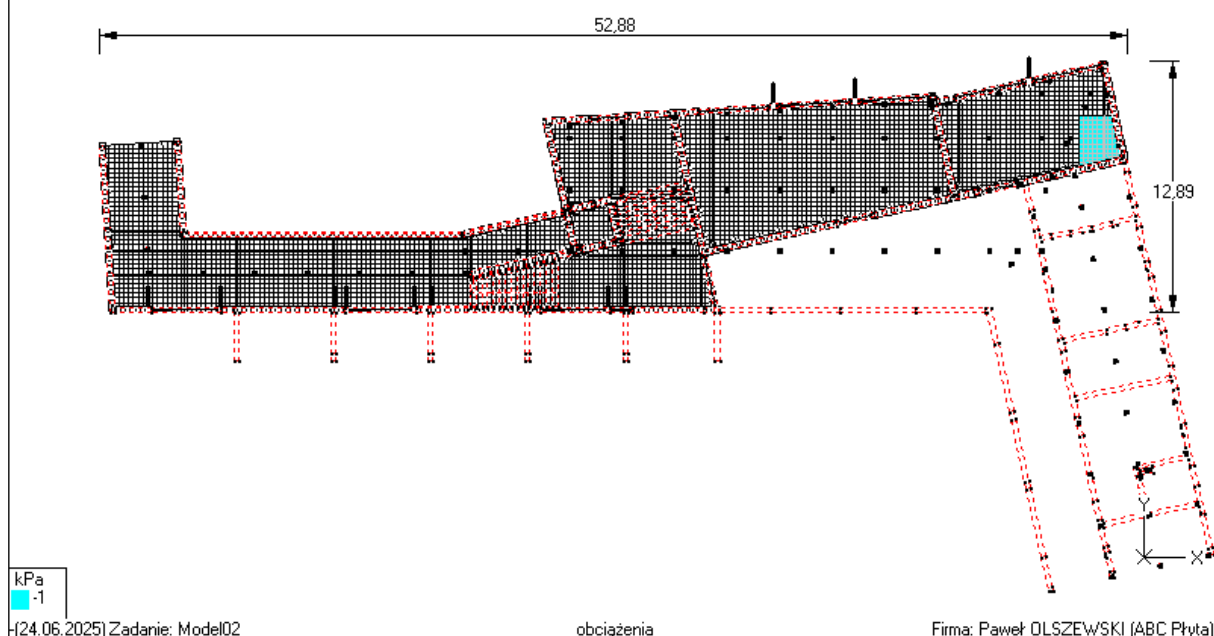 52,88
12,89
Y
X
kPa
-1
-(24.06.2025) Zadanie: Model02 obciążenia Firma: Paweł OLSZEWSKI (ABC Płyta)